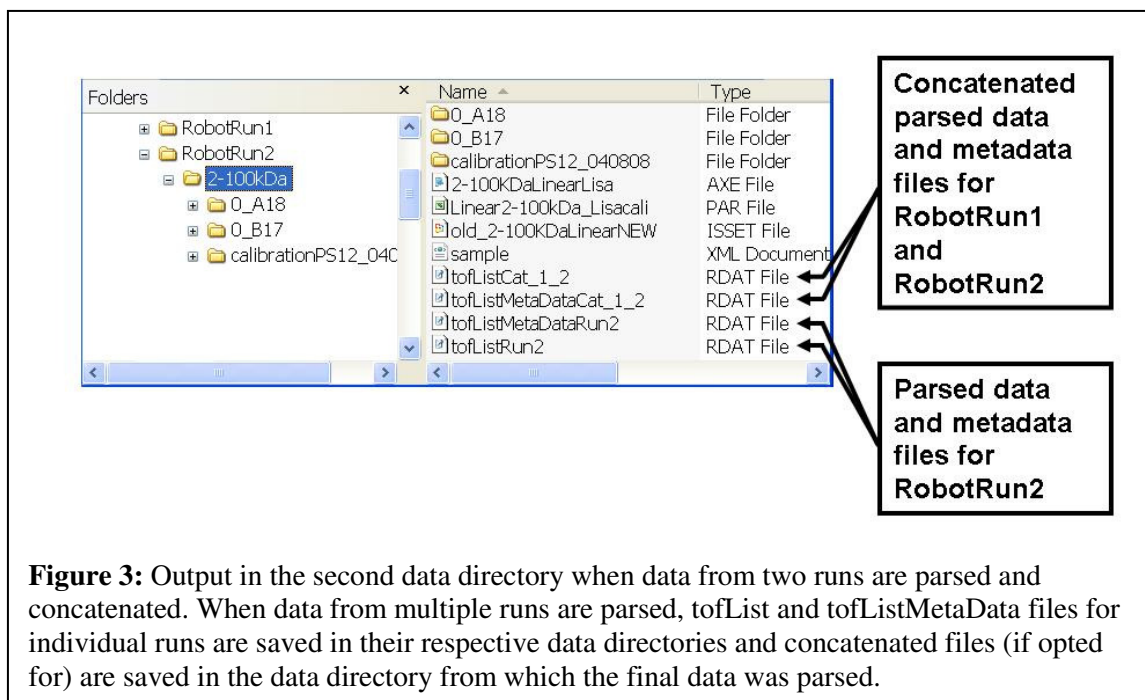 Folders ×
RobotRun1
RobotRun2
2-100kDa
0_A18
0_B17
calibrationPS12_040
Name Type
0_A18 File Folder
0_B17 File Folder
calibrationPS12_040808 File Folder
2-100KDaLinearLisa AXE File
Linear2-100kDa_Lisacali PAR File
old_2-100KDaLinearNEW ISSET File
sample XML Document
tofListCat_1_2 RDAT File
tofListMetaDataCat_1_2 RDAT File
tofListMetaDataRun2 RDAT File
tofListRun2 RDAT File
Concatenated
parsed data
and metadada
files for
RobotRun1
and
RobotRun2
Parsed data
and metadada
files for
RobotRun2
Figure 3: Output in the second data directory when data from two runs are parsed and
concatenated. When data from multiple runs are parsed, tofList and tofListMetaData files for
individual runs are saved in their respective data directories and concatenated files (if opted
for) are saved in the data directory from which the final data was parsed.